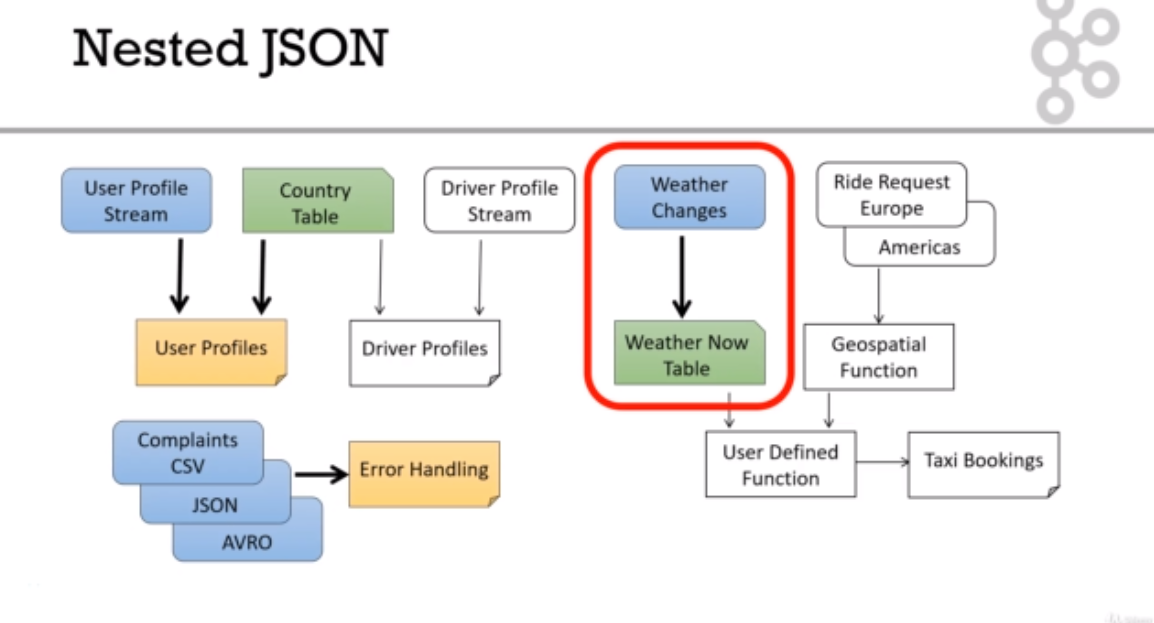 Nested JSON
User Profile
Stream
Country
Table
Driver Profile
Stream
Weather
Changes
Ride Request
Europe
Americas
User Profiles
Driver Profiles
Weather Now
Table
Geospatial
Function
Complaints
CSV
JSON
AVRO
Error Handling
User Defined
Function
Taxi Bookings